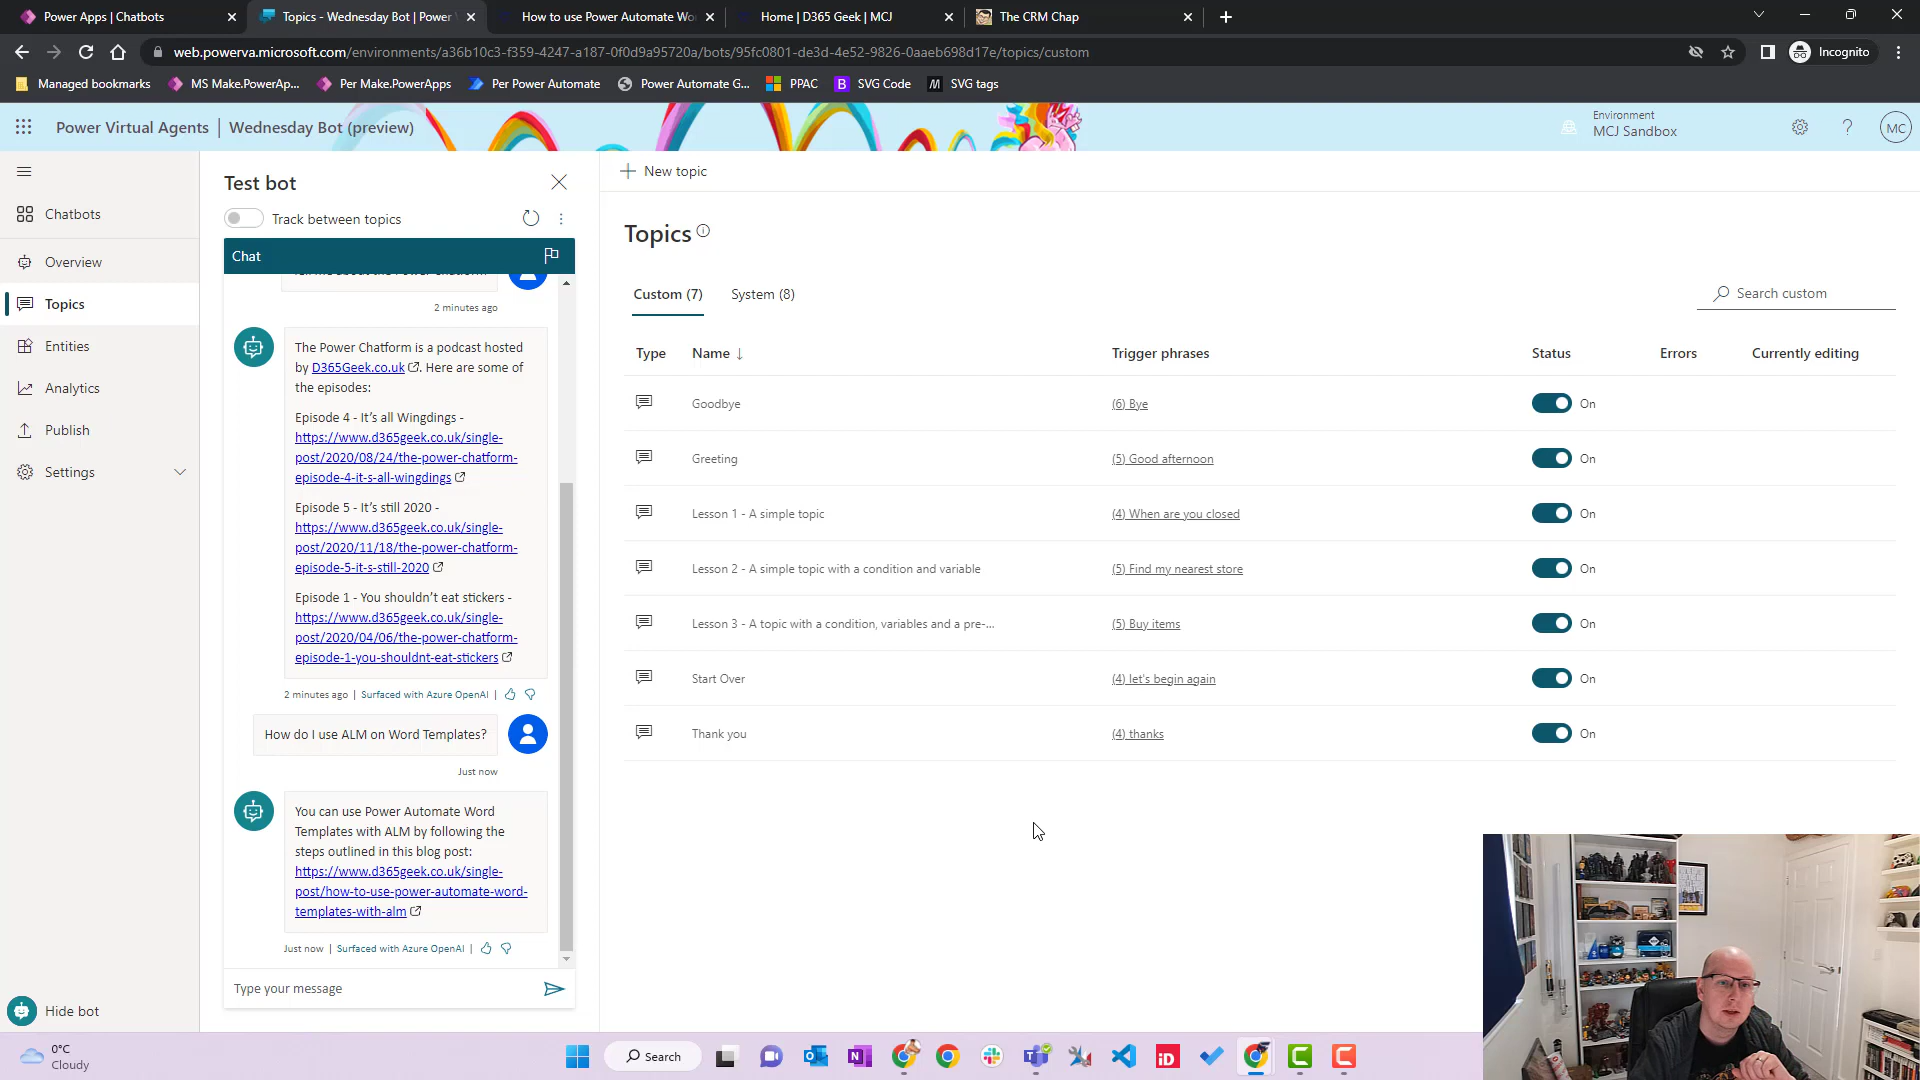 Power Apps | Chatbots
Topics - Wednesday Bot | Power
How to use Power Automate Wo
Home | D365 Geek | MCJ
The CRM Chap
web.powerva.microsoft.com/environments/a36b10c3-f359-4247-a187-0f0d9a95720a/bots/95fc0801-de3d-4e52-9826-0aaeb698d17e/topics/custom
Incognito
Managed bookmarks
MS Make.PowerAp...
Per Make.PowerApps
Per Power Automate
Power Automate G...
PPAC
SVG Code
SVG tags
Power Virtual Agents | Wednesday Bot (preview)
Environment
MCJ Sandbox
MC
Chatbots
Overview
Topics
Entities
Analytics
Publish
Settings
Hide bot
Test bot
Track between topics
Chat
2 minutes ago
The Power Chatform is a podcast hosted
by D365Geek.co.uk. Here are some of
the episodes:
Episode 4 - It's all Wingdings -
https://www.d365geek.co.uk/single-
post/2020/08/24/the-power-chatform-
episode-4-it-s-all-wingdings
Episode 5 - It's still 2020 -
https://www.d365geek.co.uk/single-
post/2020/11/18/the-power-chatform-
episode-5-it-s-still-2020
Episode 1 - You shouldn't eat stickers -
https://www.d365geek.co.uk/single-
post/2020/04/06/the-power-chatform-
episode-1-you-shouldnt-eat-stickers
2 minutes ago | Surfaced with Azure OpenAI |
How do I use ALM on Word Templates?
Just now
You can use Power Automate Word
Templates with ALM by following the
steps outlined in this blog post:
https://www.d365geek.co.uk/single-
post/how-to-use-power-automate-word-
templates-with-alm
Just now | Surfaced with Azure OpenAI |
Type your message
New topic
Topics
Custom (7)
System (8)
Search custom
Type Name Trigger phrases Status Errors Currently editing
Goodbye (6) Bye On
Greeting (5) Good afternoon On
Lesson 1 - A simple topic (4) When are you closed On
Lesson 2 - A simple topic with a condition and variable (5) Find my nearest store On
Lesson 3 - A topic with a condition, variables and a pre-... (5) Buy items On
Start Over (4) let's begin again On
Thank you (4) thanks On
0°C
Cloudy
Search
iD